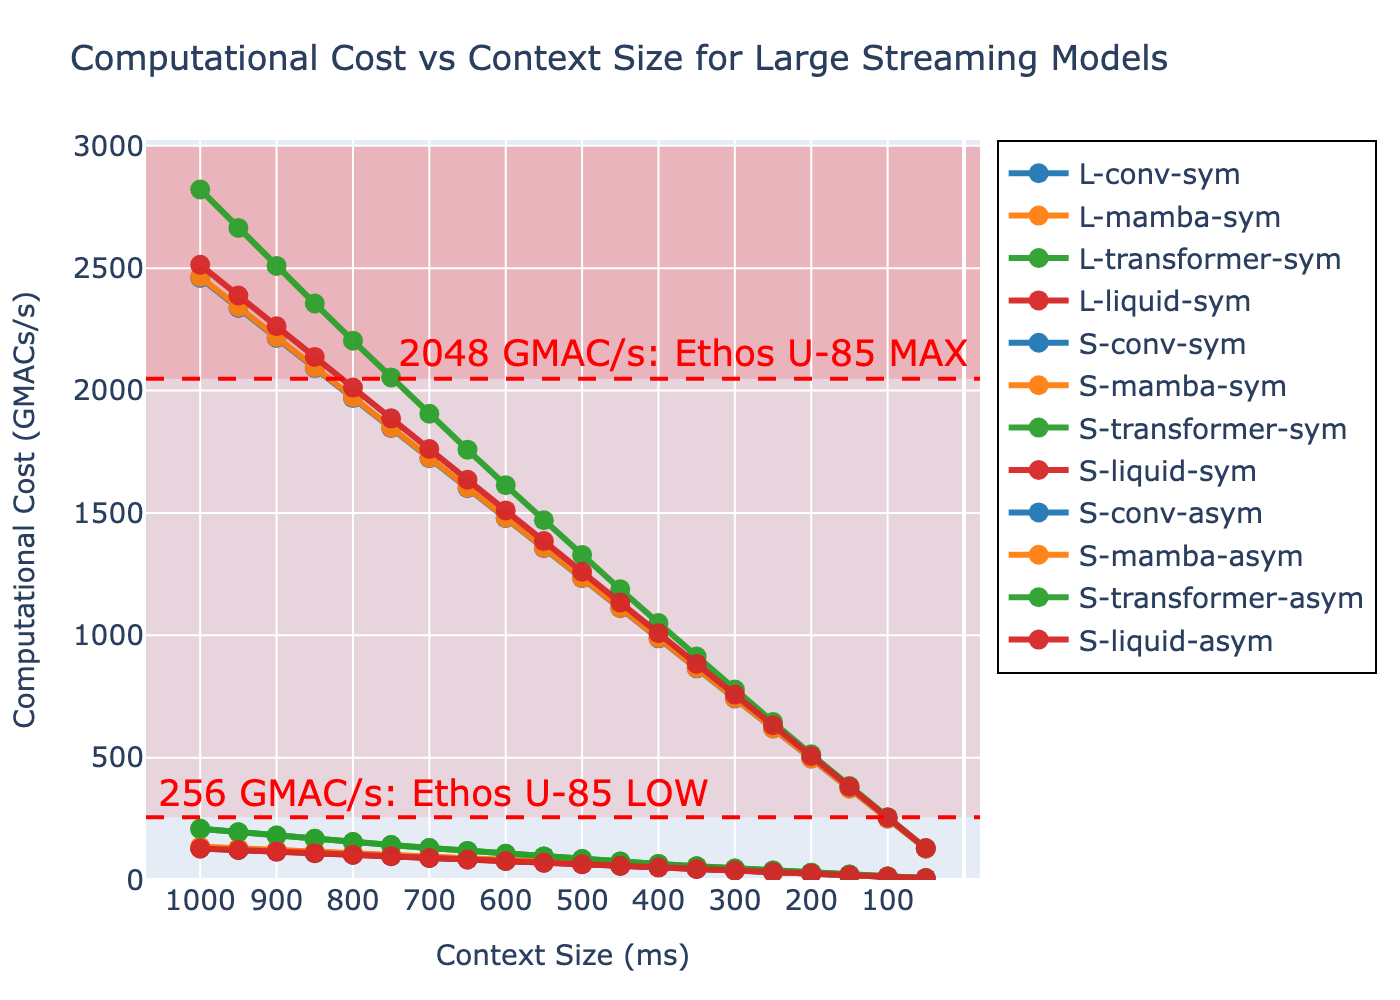 Computational Cost vs Context Size for Large Streaming Models
Computational Cost (GMACs/s)
3000
2500
2000
1500
1000
500
0
2048 GMAC/s: Ethos U-85 MAX
256 GMAC/s: Ethos U-85 LOW
1000 900 800 700 600 500 400 300 200 100
Context Size (ms)
L-conv-sym
L-mamba-sym
L-transformer-sym
L-liquid-sym
S-conv-sym
S-mamba-sym
S-transformer-sym
S-liquid-sym
S-conv-asym
S-mamba-asym
S-transformer-asym
S-liquid-asym